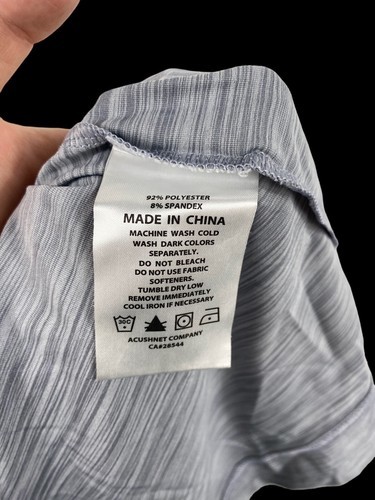 92% POLYESTER
8% SPANDEX
MADE IN CHINA
MACHINE WASH COLD
WASH DARK COLORS
SEPARATELY.
DO NOT BLEACH
DO NOT USE FABRIC
SOFTENERS.
TUMBLE DRY LOW
REMOVE IMMEDIATELY
COOL IRON IF NECESSARY
30C
ACUSHNET COMPANY
CA#28544